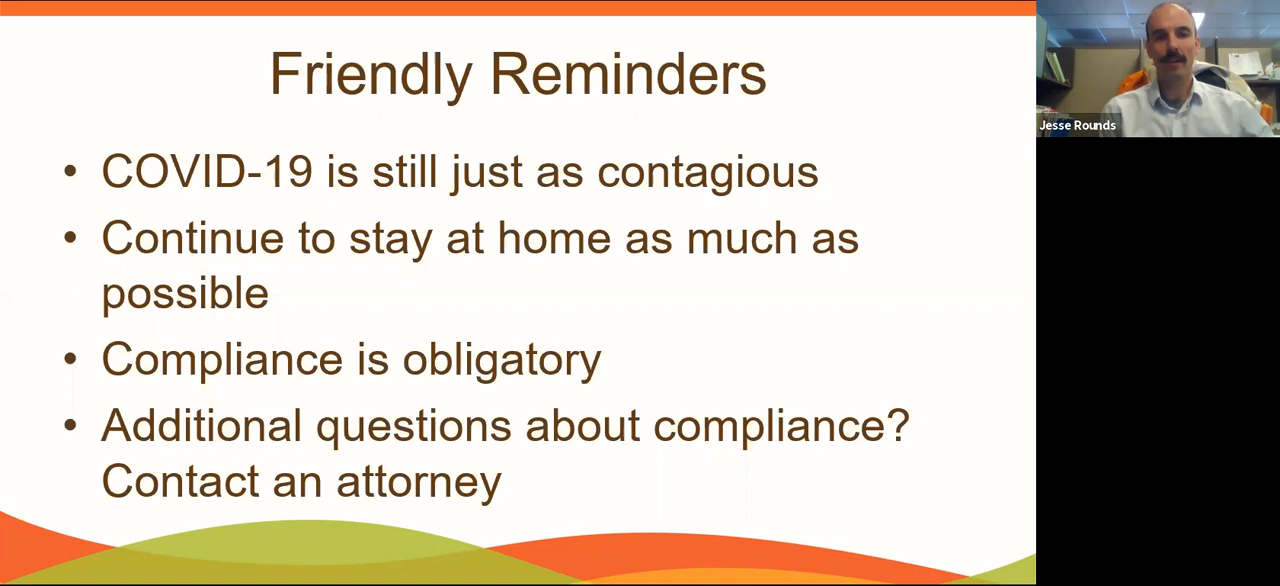 Friendly Reminders
• COVID-19 is still just as contagious
• Continue to stay at home as much as
possible
• Compliance is obligatory
• Additional questions about compliance?
Contact an attorney
Jesse Rounds